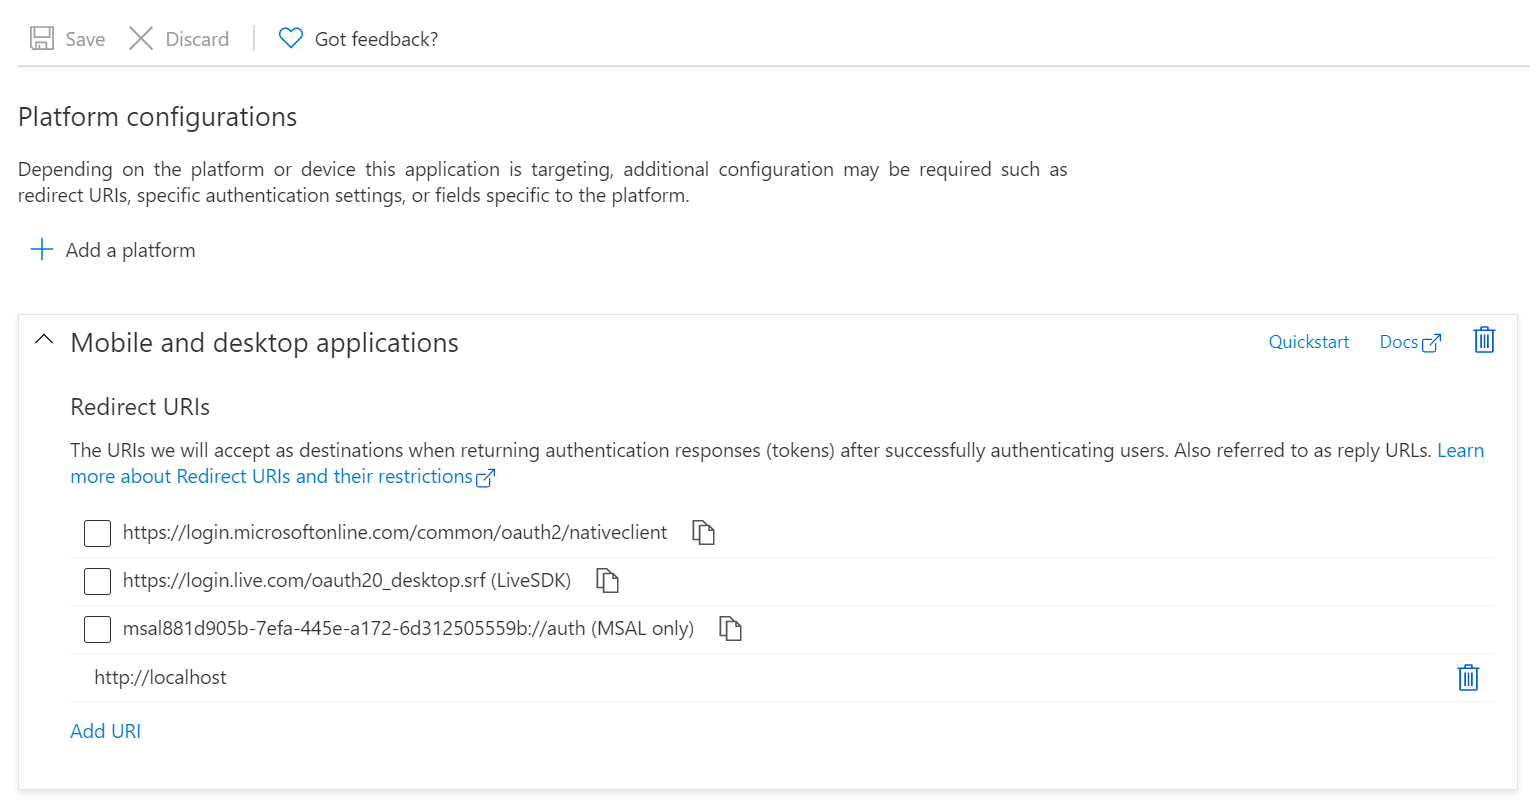 Save Discard Got feedback?
Platform configurations
Depending on the platform or device this application is targeting, additional configuration may be required such as
redirect URIs, specific authentication settings, or fields specific to the platform.
Add a platform
Mobile and desktop applications Quickstart Docs
Redirect URIs
The URIs we will accept as destinations when returning authentication responses (tokens) after successfully authenticating users. Also referred to as reply URLs. Learn
more about Redirect URIs and their restrictions
https://login.microsoftonline.com/common/oauth2/nativeclient
https://login.live.com/oauth20_desktop.srf (LiveSDK)
msal881d905b-7efa-445e-a172-6d312505559b://auth (MSAL only)
http://localhost
Add URI